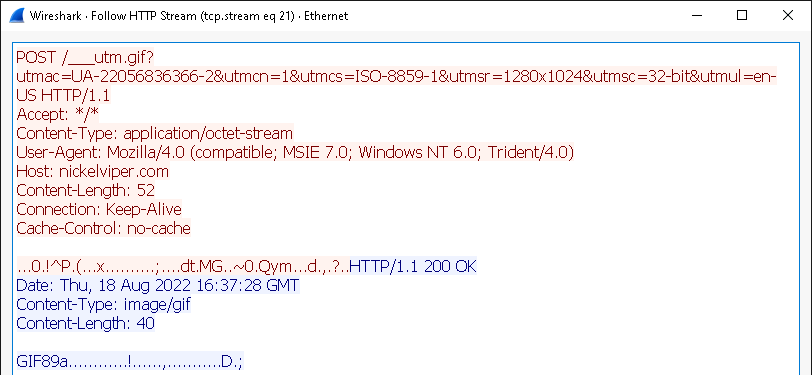 Wireshark · Follow HTTP Stream (tcp.stream eq 21) · Ethernet
POST /___utm.gif?
utmac=UA-22056836366-2&utmcn=1&utmcs=ISO-8859-1&utmsr=1280x1024&utmsc=32-bit&utmul=en-
US HTTP/1.1
Accept: */*
Content-Type: application/octet-stream
User-Agent: Mozilla/4.0 (compatible; MSIE 7.0; Windows NT 6.0; Trident/4.0)
Host: nickelviper.com
Content-Length: 52
Connection: Keep-Alive
Cache-Control: no-cache
...0.!^P.(...x..........;....dt.MG..~0.Qym...d.,.?..HTTP/1.1 200 OK
Date: Thu, 18 Aug 2022 16:37:28 GMT
Content-Type: image/gif
Content-Length: 40
GIF89a............!......,...........D.;